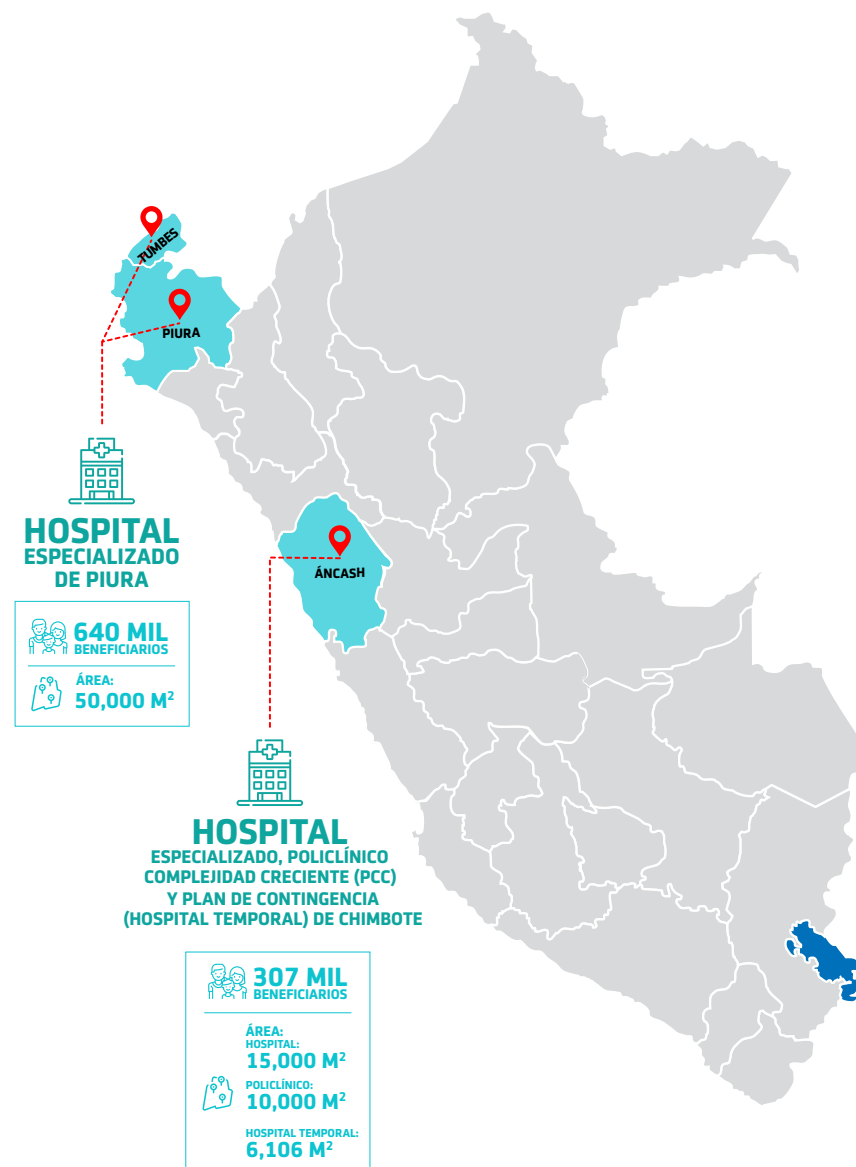 TUMBES
PIURA
HOSPITAL
ESPECIALIZADO
DE PIURA
640 MIL
BENEFICIARIOS
ÁREA:
50,000 M²
ÁNCASH
HOSPITAL
ESPECIALIZADO, POLICLÍNICO
COMPLEJIDAD CRECIENTE (PCC)
Y PLAN DE CONTINGENCIA
(HOSPITAL TEMPORAL) DE CHIMBOTE
307 MIL
BENEFICIARIOS
ÁREA:
HOSPITAL:
15,000 M²
POLICLÍNICO:
10,000 M²
HOSPITAL TEMPORAL:
6,106 M²